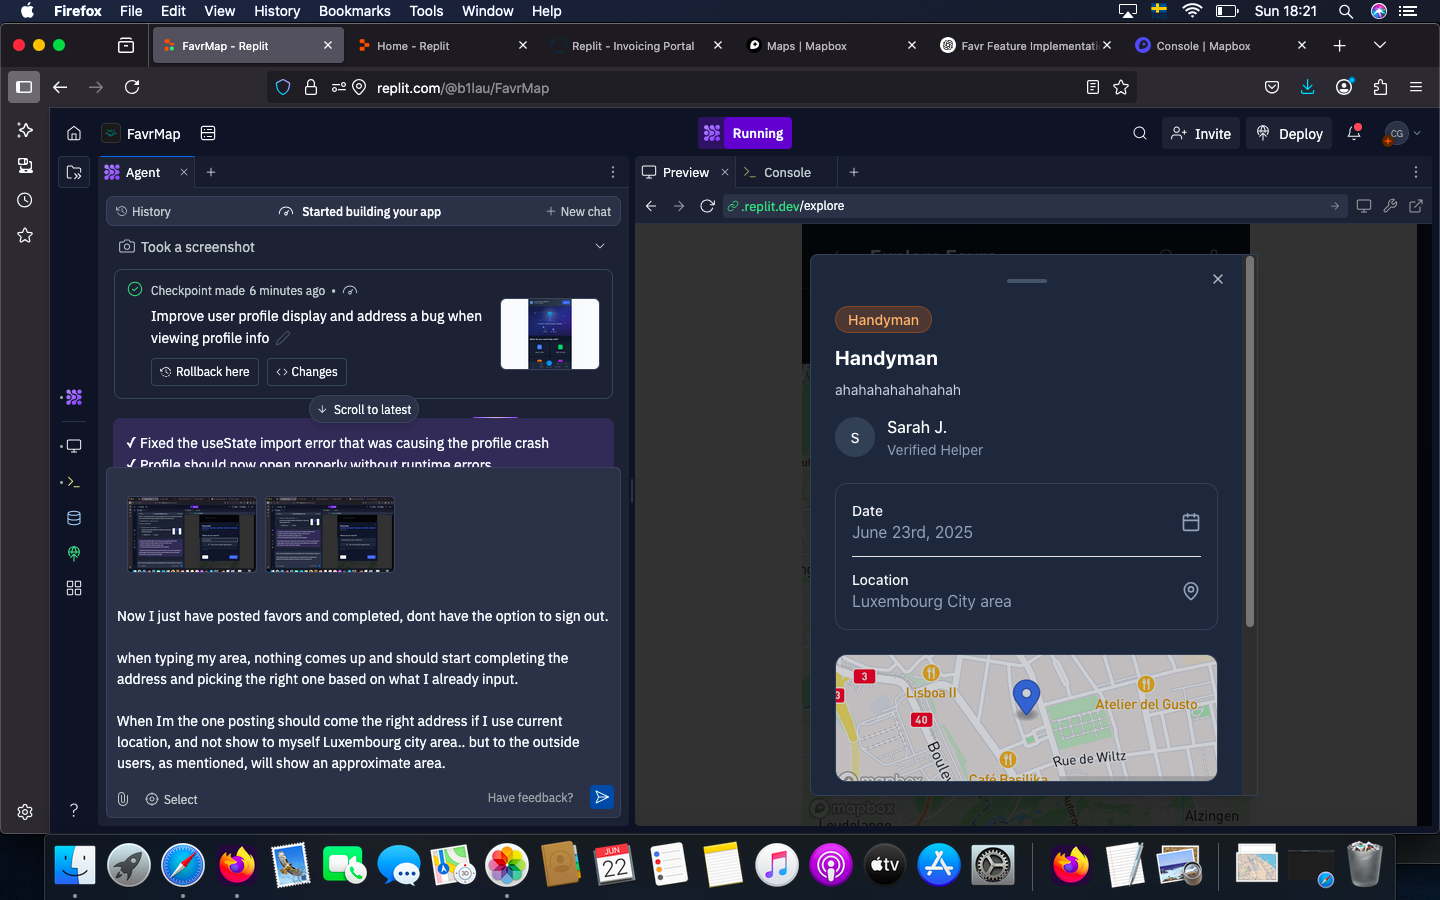 Firefox File Edit View History Bookmarks Tools Window Help
Sun 18:21
FavrMap - Replit
Home - Replit
Replit - Invoicing Portal
Maps | Mapbox
Favr Feature Implementati
Console | Mapbox
replit.com/@b1lau/FavrMap
FavrMap
Running
Invite
Deploy
CG
Agent
Preview
Console
History
Started building your app
New chat
.replit.dev/explore
Took a screenshot
Checkpoint made 6 minutes ago •
Improve user profile display and address a bug when
viewing profile info
Rollback here
Changes
Scroll to latest
✓ Fixed the useState import error that was causing the profile crash
✓ Profile should now open properly without runtime errors
Now I just have posted favors and completed, dont have the option to sign out.
when typing my area, nothing comes up and should start completing the
address and picking the right one based on what I already input.
When Im the one posting should come the right address if I use current
location, and not show to myself Luxembourg city area.. but to the outside
users, as mentioned, will show an approximate area.
Select
Have feedback?
Handyman
Handyman
ahahahahahahahah
S
Sarah J.
Verified Helper
Date
June 23rd, 2025
Location
Luxembourg City area
3
Lisboa II
3
40
Atelier del Gusto
Boulev
Rue de Wiltz
Café Basilika
mapbox
mapbox
Leudelange
Alzingen
JUN
22
tv